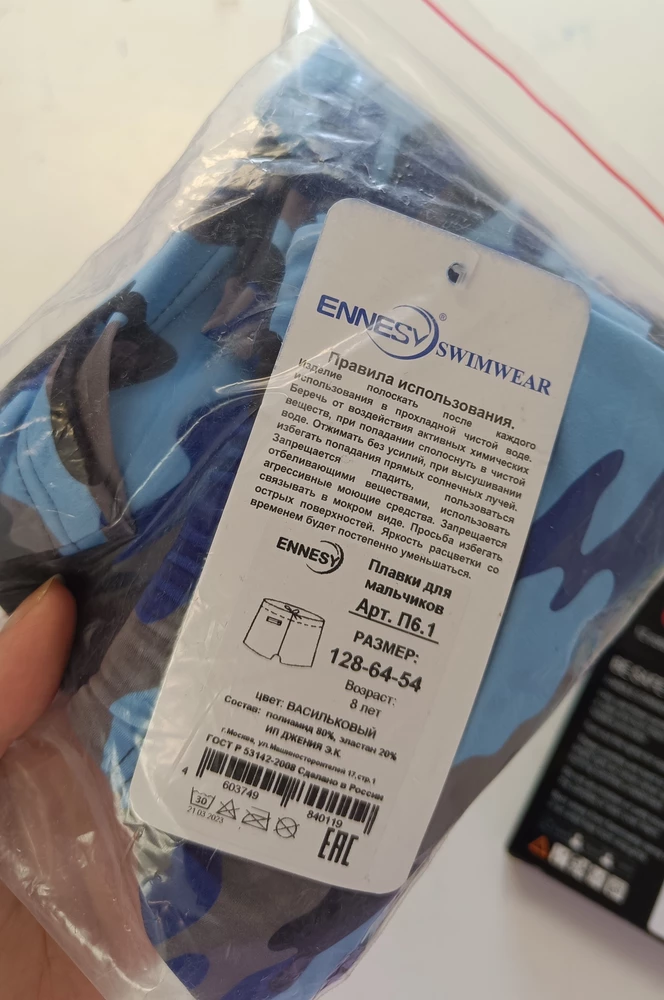 ENNESY® SWIMWEAR
Правила использования.
Изделие полоскать после каждого
использования в прохладной чистой воде.
Беречь от воздействия активных химических
веществ, при попадании сполоснуть в чистой
воде. Отжимать без усилий, при высушивании
избегать попадания прямых солнечных лучей.
Запрещается гладить, пользоваться
отбеливающими веществами, использовать
агрессивные моющие средства. Запрещается
связывать в мокром виде. Просьба избегать
острых поверхностей. Яркость расцветки со
временем будет постепенно уменьшаться.
ENNESY
Плавки для
мальчиков
Арт. П6.1
РАЗМЕР:
128-64-54
Возраст:
8 лет
цвет: ВАСИЛЬКОВЫЙ
Состав: полиамид 80%, эластан 20%
ИП ДЖЕНИЯ Э.К
г.Москва, ул.Машиностроителей 17,стр.1
ГОСТ Р 53142-2008 Сделано в России
4 603749 840119
30
21 03 2023
EAC